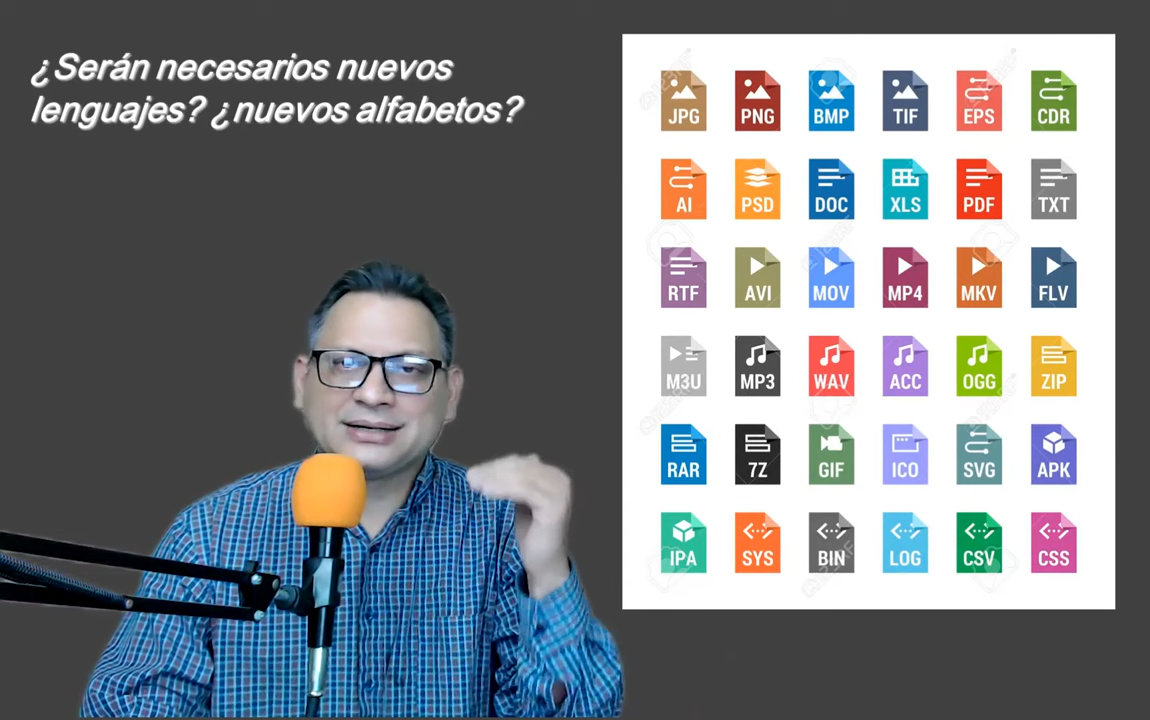 ¿Serán necesarios nuevos
lenguajes? ¿nuevos alfabetos?
JPG PNG BMP TIF EPS CDR
AI PSD DOC XLS PDF TXT
RTF AVI MOV MP4 MKV FLV
M3U MP3 WAV ACC OGG ZIP
RAR 7Z GIF ICO SVG APK
IPA SYS BIN LOG CSV CSS